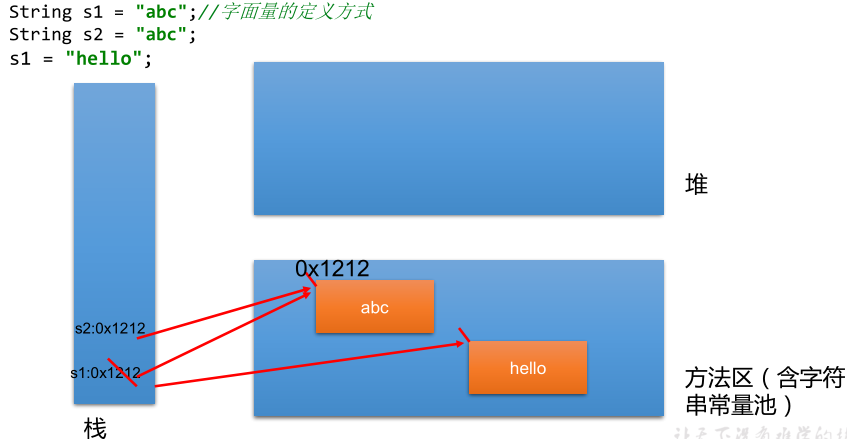 String s1 = "abc";//字面量的定义方式
String s2 = "abc";
s1 = "hello";
堆
0x1212
abc
s2:0x1212
hello
s1:0x1212
方法区（含字符
串常量池）
栈